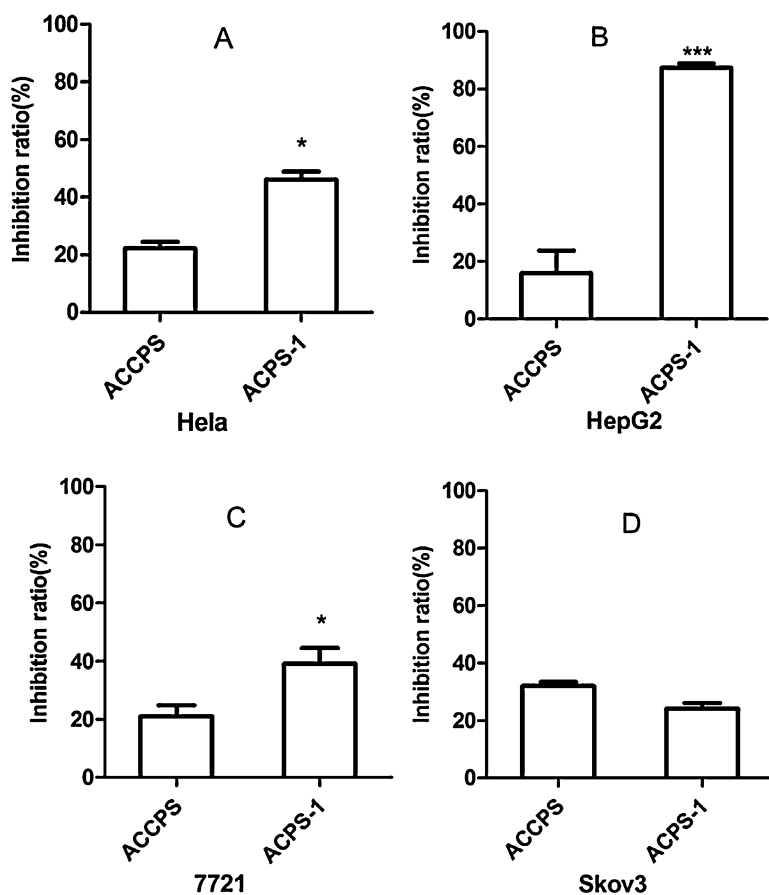 A
Inhibition ratio(%)
100
80
60
40
20
0
*
ACCPS
ACPS-1
Hela
B
Inhibition ratio(%)
100
80
60
40
20
0
***
ACCPS
ACPS-1
HepG2
C
Inhibition ratio(%)
100
80
60
40
20
0
*
ACCPS
ACPS-1
7721
D
Inhibition ratio(%)
100
80
60
40
20
0
ACCPS
ACPS-1
Skov3